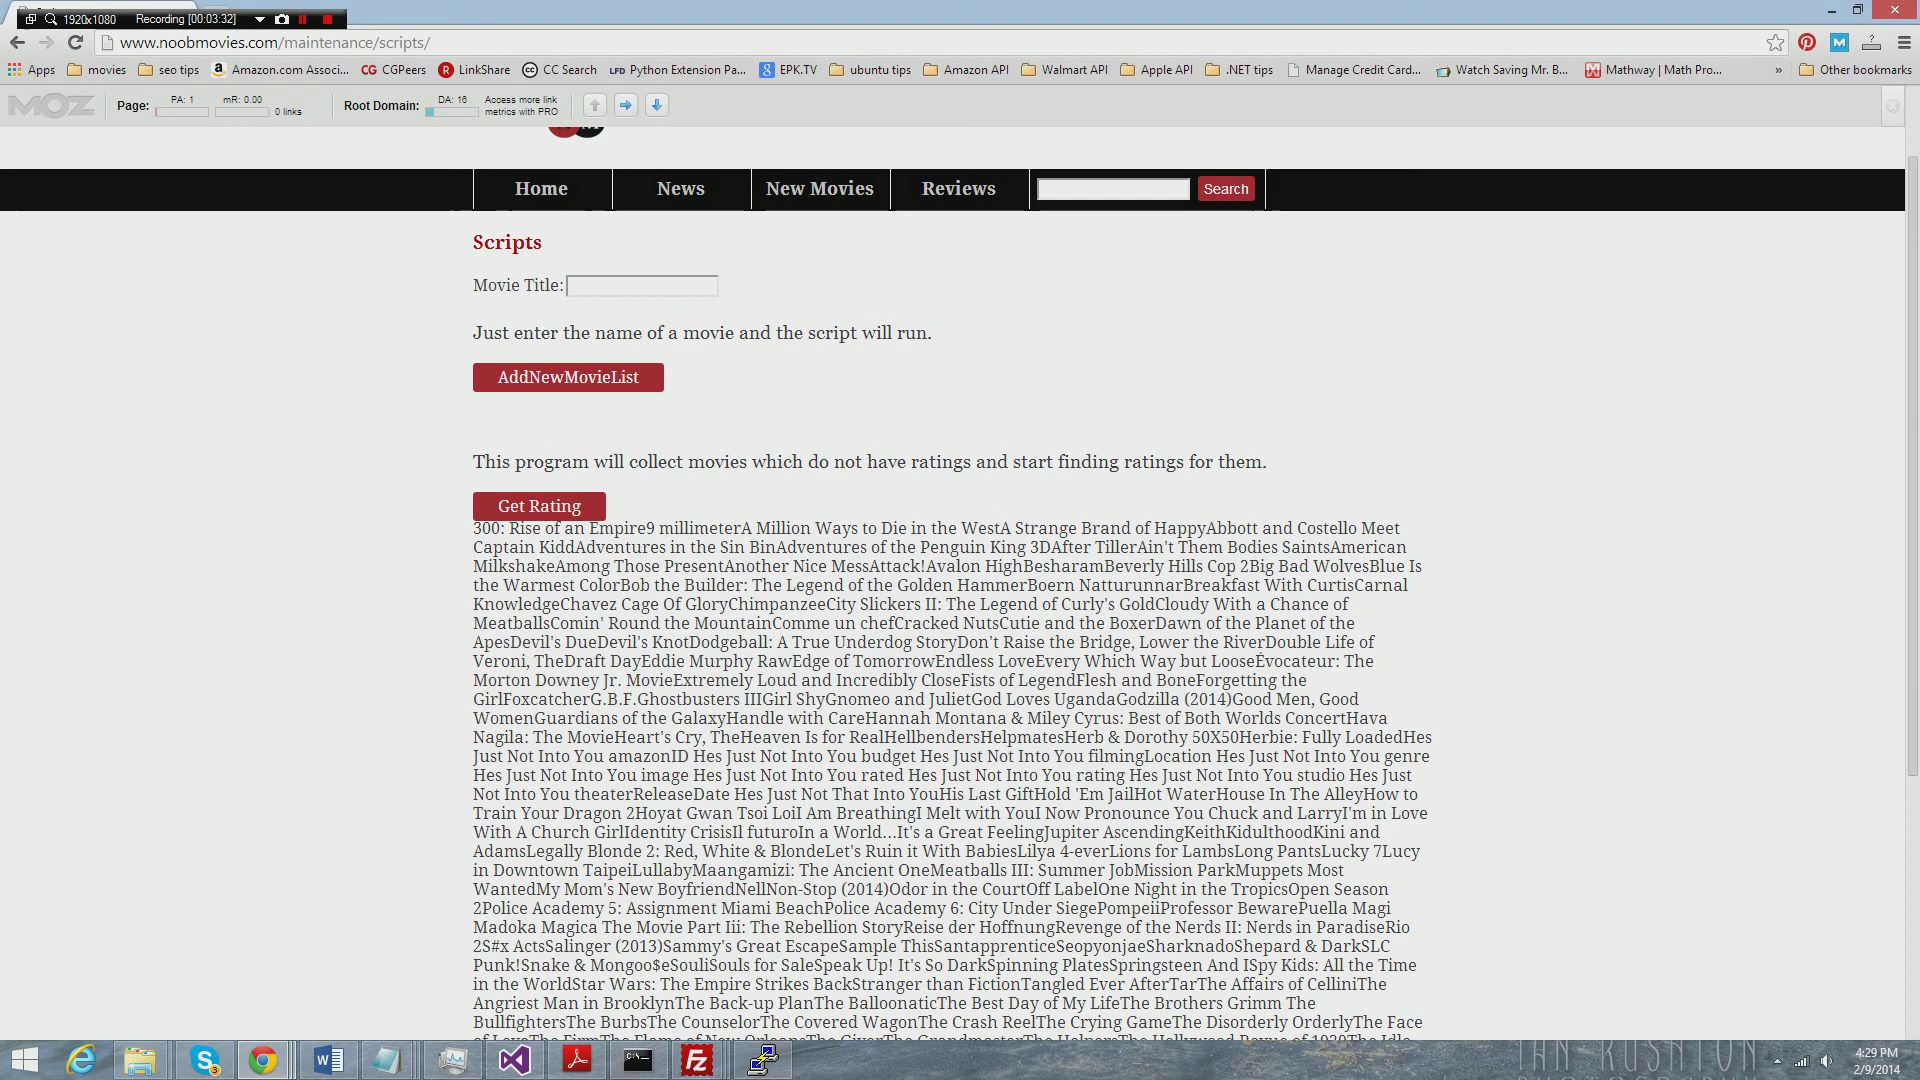 1920x1080 Recording [00:03:32]
www.noobmovies.com/maintenance/scripts/
Apps movies seo tips Amazon.com Associ... CGPeers LinkShare CC Search Python Extension Pa... EPK.TV ubuntu tips Amazon API Walmart API Apple API .NET tips Manage Credit Card... Watch Saving Mr. B... Mathway | Math Pro... » Other bookmarks
MOZ Page: PA: 1 mR: 0.00 0 links Root Domain: DA: 16 Access more link
metrics with PRO
Home News New Movies Reviews Search
Scripts
Movie Title:
Just enter the name of a movie and the script will run.
AddNewMovieList
This program will collect movies which do not have ratings and start finding ratings for them.
Get Rating
300: Rise of an Empire9 millimeterA Million Ways to Die in the WestA Strange Brand of HappyAbbott and Costello Meet
Captain KiddAdventures in the Sin BinAdventures of the Penguin King 3DAfter TillerAin't Them Bodies SaintsAmerican
MilkshakeAmong Those PresentAnother Nice MessAttack!Avalon HighBesharamBeverly Hills Cop 2Big Bad WolvesBlue Is
the Warmest ColorBob the Builder: The Legend of the Golden HammerBoern NatturunnarBreakfast With CurtisCarnal
KnowledgeChavez Cage Of GloryChimpanzeeCity Slickers II: The Legend of Curly's GoldCloudy With a Chance of
MeatballsComin' Round the MountainComme un chefCracked NutsCutie and the BoxerDawn of the Planet of the
ApesDevil's DueDevil's KnotDodgeball: A True Underdog StoryDon't Raise the Bridge, Lower the RiverDouble Life of
Veroni, TheDraft DayEddie Murphy RawEdge of TomorrowEndless LoveEvery Which Way but LooseÉvocateur: The
Morton Downey Jr. MovieExtremely Loud and Incredibly CloseFists of LegendFlesh and BoneForgetting the
GirlFoxcatcherG.B.F.Ghostbusters IIIGirl ShyGnomeo and JulietGod Loves UgandaGodzilla (2014)Good Men, Good
WomenGuardians of the GalaxyHandle with CareHannah Montana & Miley Cyrus: Best of Both Worlds ConcertHava
Nagila: The MovieHeart's Cry, TheHeaven Is for RealHellbendersHelpmatesHerb & Dorothy 50X50Herbie: Fully LoadedHes
Just Not Into You amazonID Hes Just Not Into You budget Hes Just Not Into You filmingLocation Hes Just Not Into You genre
Hes Just Not Into You image Hes Just Not Into You rated Hes Just Not Into You rating Hes Just Not Into You studio Hes Just
Not Into You theaterReleaseDate Hes Just Not That Into YouHis Last GiftHold 'Em JailHot WaterHouse In The AlleyHow to
Train Your Dragon 2Hoyat Gwan Tsoi LoiI Am BreathingI Melt with YouI Now Pronounce You Chuck and LarryI'm in Love
With A Church GirlIdentity CrisisIl futuroIn a World...It's a Great FeelingJupiter AscendingKeithKidulthoodKini and
AdamsLegally Blonde 2: Red, White & BlondeLet's Ruin it With BabiesLilya 4-everLions for LambsLong PantsLucky 7Lucy
in Downtown TaipeiLullabyMaangamizi: The Ancient OneMeatballs III: Summer JobMission ParkMuppets Most
WantedMy Mom's New BoyfriendNellNon-Stop (2014)Odor in the CourtOff LabelOne Night in the TropicsOpen Season
2Police Academy 5: Assignment Miami BeachPolice Academy 6: City Under SiegePompeiiProfessor BewarePuella Magi
Madoka Magica The Movie Part Iii: The Rebellion StoryReise der HoffnungRevenge of the Nerds II: Nerds in ParadiseRio
2S#x ActsSalinger (2013)Sammy's Great EscapeSample ThisSantapprenticeSeopyonjaeSharknadoShepard & DarkSLC
Punk!Snake & Mongoo$eSouliSouls for SaleSpeak Up! It's So DarkSpinning PlatesSpringsteen And ISpy Kids: All the Time
in the WorldStar Wars: The Empire Strikes BackStranger than FictionTangled Ever AfterTarThe Affairs of CelliniThe
Angriest Man in BrooklynThe Back-up PlanThe BalloonaticThe Best Day of My LifeThe Brothers Grimm The
BullfightersThe BurbsThe CounselorThe Covered WagonThe Crash ReelThe Crying GameThe Disorderly OrderlyThe Face
of LoveThe FirmThe Flame of New OrleansThe GiverThe GrandmasterThe HelpersThe Hollywood Revue of 1929The Idle
4:29 PM
2/9/2014